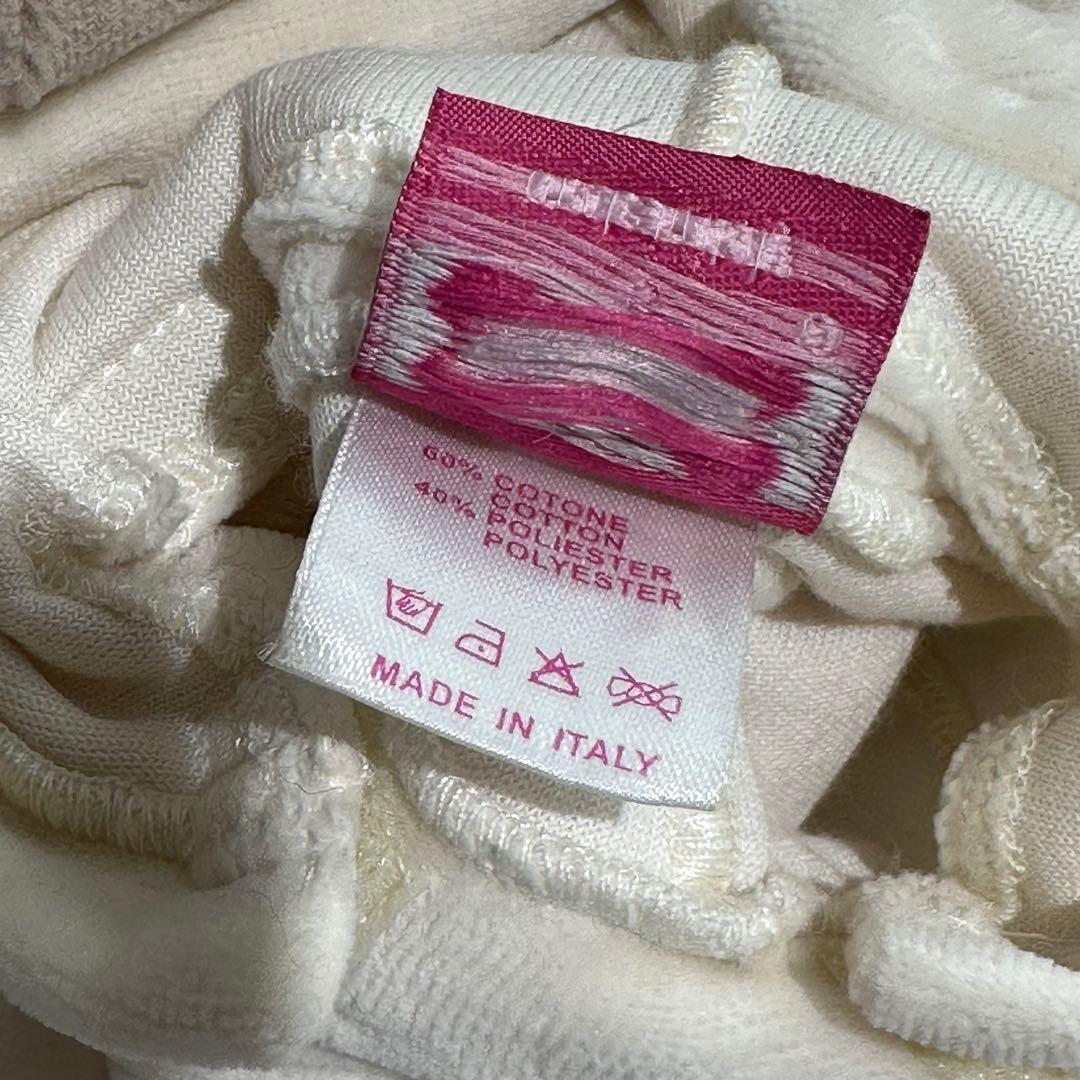 60% COTONE
COTTON
40% POLIESTER
POLYESTER
MADE IN ITALY